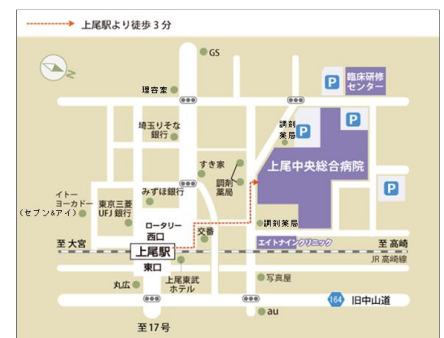 上尾駅より徒歩 3 分
N
GS
理容室
P
臨床研修
センター
埼玉りそな
銀行
調剤
薬局
P
P
すき家
上尾中央総合病院
調剤
薬局
P
イトー
ヨーカドー
(セブン&アイ)
東京三菱
UFJ 銀行
みずほ銀行
ロータリー
西口
交番
調剤薬局
エイトナインクリニック
至 大宮
上尾駅
至 高崎
JR 高崎線
東口
丸広
上尾東武
ホテル
写真屋
164
旧中山道
au
至17号